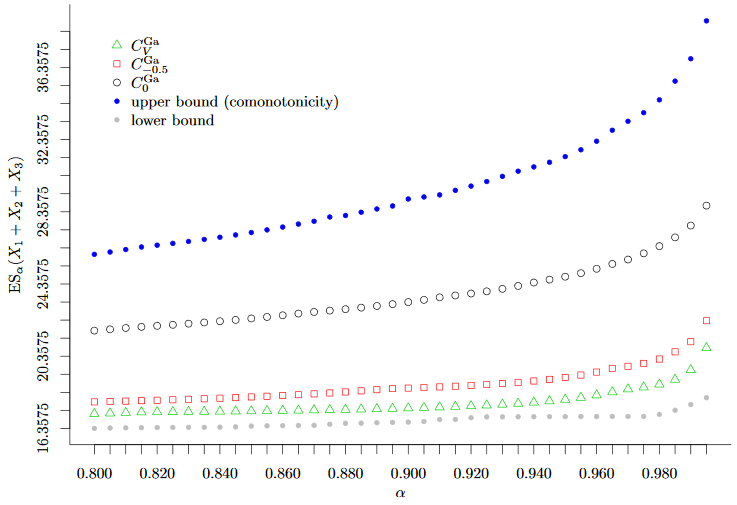 C_V^Ga
C_{−0.5}^Ga
C_0^Ga
upper bound (comonotonicity)
lower bound
ES_α(X_1 + X_2 + X_3)
36.3575
32.3575
28.3575
24.3575
20.3575
16.3575
0.800 0.820 0.840 0.860 0.880 0.900 0.920 0.940 0.960 0.980
α